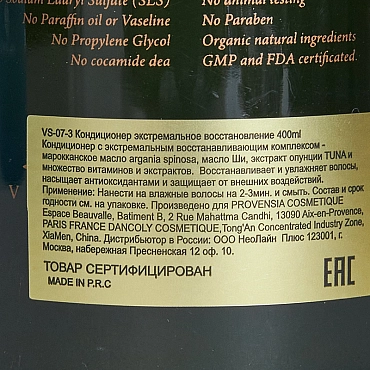 Sodium Lauryl Sulfate (SLS)
No animal testing
No Paraffin oil or Vaseline
No Paraben
No Propylene Glycol
Organic natural ingredients
No cocamide dea
GMP and FDA certificated
V
VS-07-3 Кондиционер экстремальное восстановление 400ml
Кондиционер с экстремальным восстанавливающим комплексом -
марокканское масло argania spinosa, масло Ши, экстракт опунции TUNA и
множество витаминов и экстрактов. Восстанавливает и увлажняет волосы,
насыщает антиоксидантами и защищает от внешних воздействий.
Применение: Нанести на влажные волосы на 2-3мин. и смыть. Состав и срок
годности см. на упаковке. Произведено для PROVENSIA COSMETIQUE
Espace Beauvalle, Batiment B, 2 Rue Mahattma Candhi, 13090 Aix-en-Provence,
PARIS FRANCE DANCOLY COSMETIQUE,Tong'An Concentrated Industry Zone,
XiaMen, China. Дистрибьютор в России: ООО НеоЛайн Плюс 123001, г.
Москва, набережная Пресненская 12 оф. 10.
ТОВАР СЕРТИФИЦИРОВАН
MADE IN P.R.C
EAC